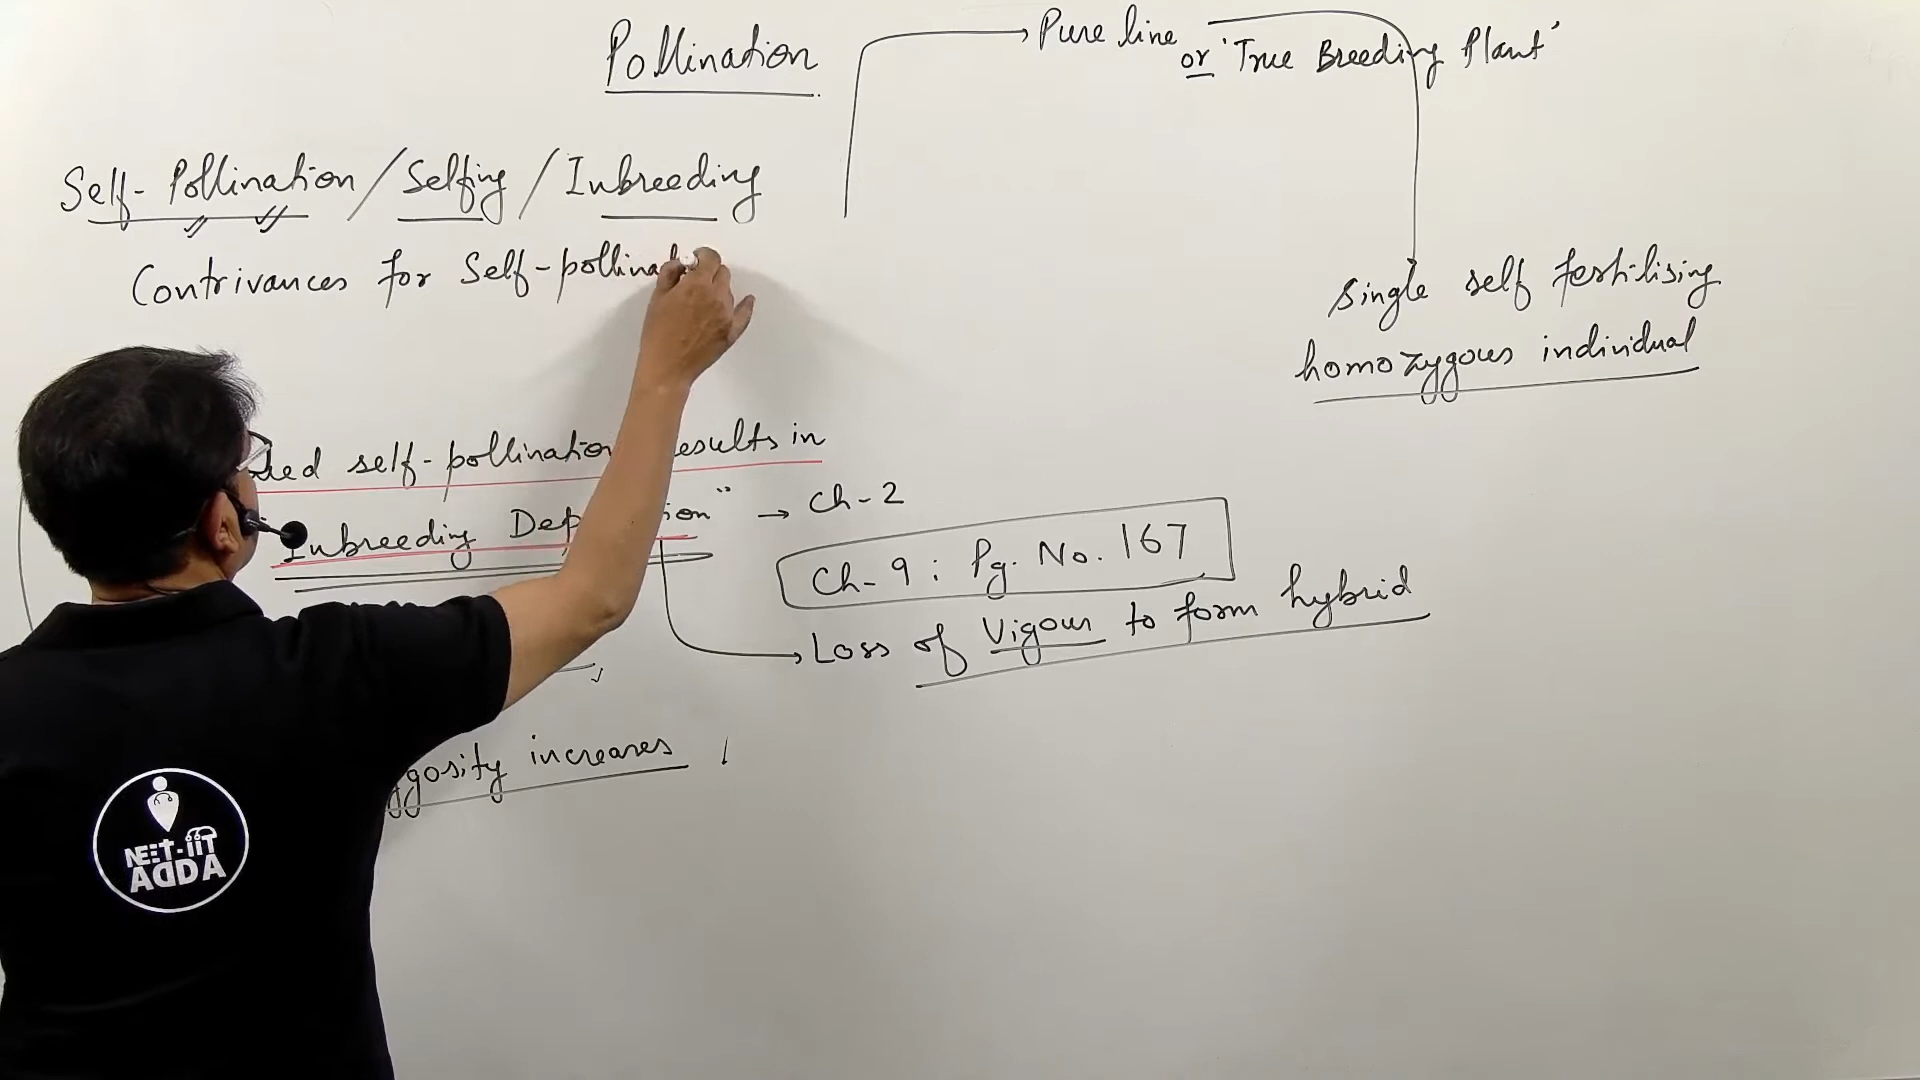 Pollination
Pure line
or 'True Breeding Plant'
Self-Pollination/Selfing/Inbreeding
Contrivances for Self-pollinati
single self fertilising
homozygous individual
self-pollination results in
Inbreeding Dep ion" → Ch-2
Ch-9: Pg. No. 167
Loss of Vigour to form hybrid
gosity increases
NEET-IIT
ADDA